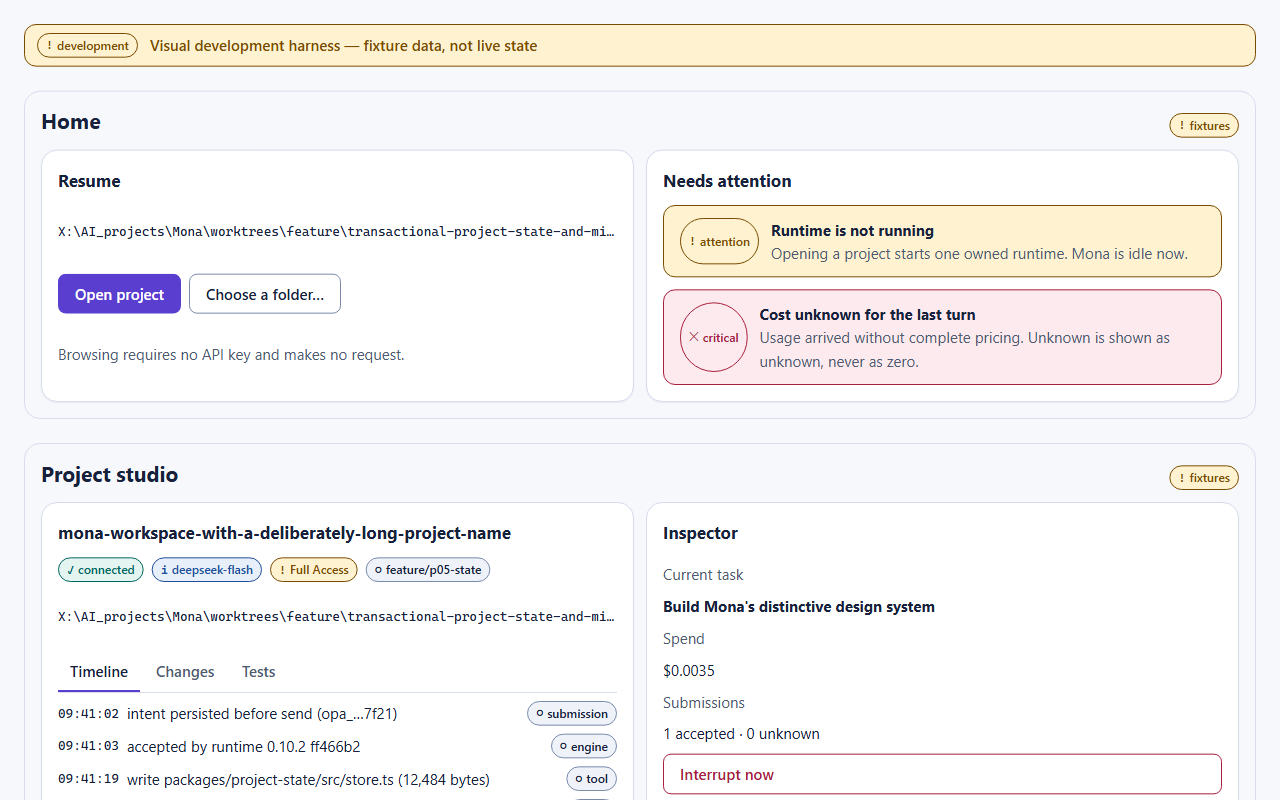 ! development Visual development harness — fixture data, not live state
Home
! fixtures
Resume
X:\AI_projects\Mona\worktrees\feature\transactional-project-state-and-mi…
Open project
Choose a folder…
Browsing requires no API key and makes no request.
Needs attention
! attention
Runtime is not running
Opening a project starts one owned runtime. Mona is idle now.
× critical
Cost unknown for the last turn
Usage arrived without complete pricing. Unknown is shown as
unknown, never as zero.
Project studio
! fixtures
mona-workspace-with-a-deliberately-long-project-name
✓ connected
i deepseek-flash
! Full Access
feature/p05-state
X:\AI_projects\Mona\worktrees\feature\transactional-project-state-and-mi…
Timeline Changes Tests
09:41:02 intent persisted before send (opa_…7f21) submission
09:41:03 accepted by runtime 0.10.2 ff466b2 engine
09:41:19 write packages/project-state/src/store.ts (12,484 bytes) tool
Inspector
Current task
Build Mona's distinctive design system
Spend
$0.0035
Submissions
1 accepted · 0 unknown
Interrupt now